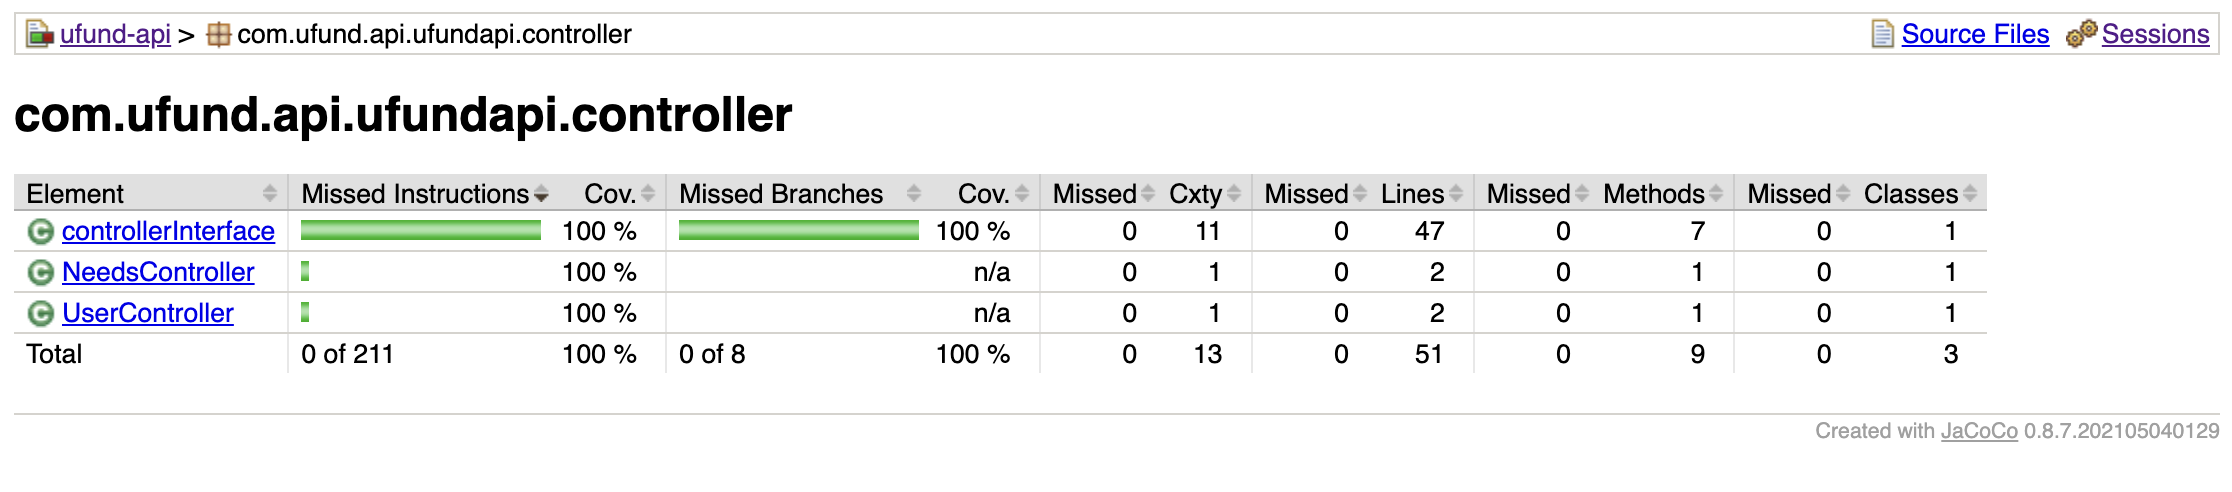 ufund-api > com.ufund.api.ufundapi.controller Source Files Sessions
com.ufund.api.ufundapi.controller
Element Missed Instructions Cov. Missed Branches Cov. Missed Cxty Missed Lines Missed Methods Missed Classes
controllerInterface 100 % 100 % 0 11 0 47 0 7 0 1
NeedsController 100 % n/a 0 1 0 2 0 1 0 1
UserController 100 % n/a 0 1 0 2 0 1 0 1
Total 0 of 211 100 % 0 of 8 100 % 0 13 0 51 0 9 0 3
Created with JaCoCo 0.8.7.202105040129